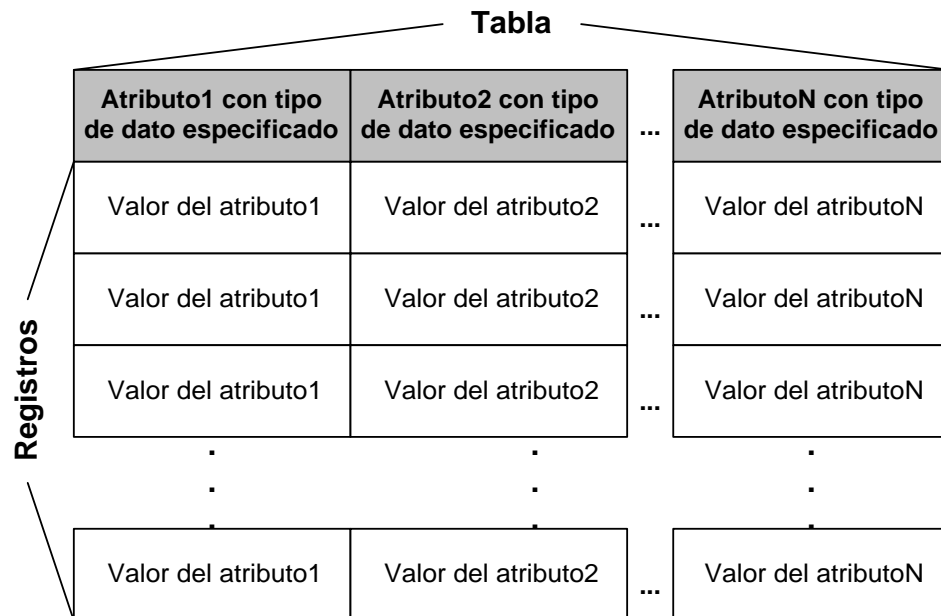 Tabla
Atributo1 con tipo
de dato especificado
Atributo2 con tipo
de dato especificado
...
AtributoN con tipo
de dato especificado
Registros
Valor del atributo1
Valor del atributo2
...
Valor del atributoN
Valor del atributo1
Valor del atributo2
...
Valor del atributoN
Valor del atributo1
Valor del atributo2
...
Valor del atributoN
. . .
. . .
. . .
Valor del atributo1
Valor del atributo2
...
Valor del atributoN